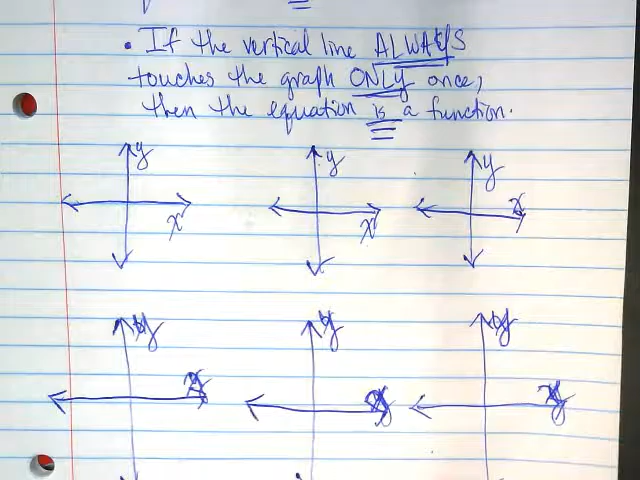 • If the vertical line ALWAYS
touches the graph ONLY once,
then the equation is a function.
y y y
x x x
y y y